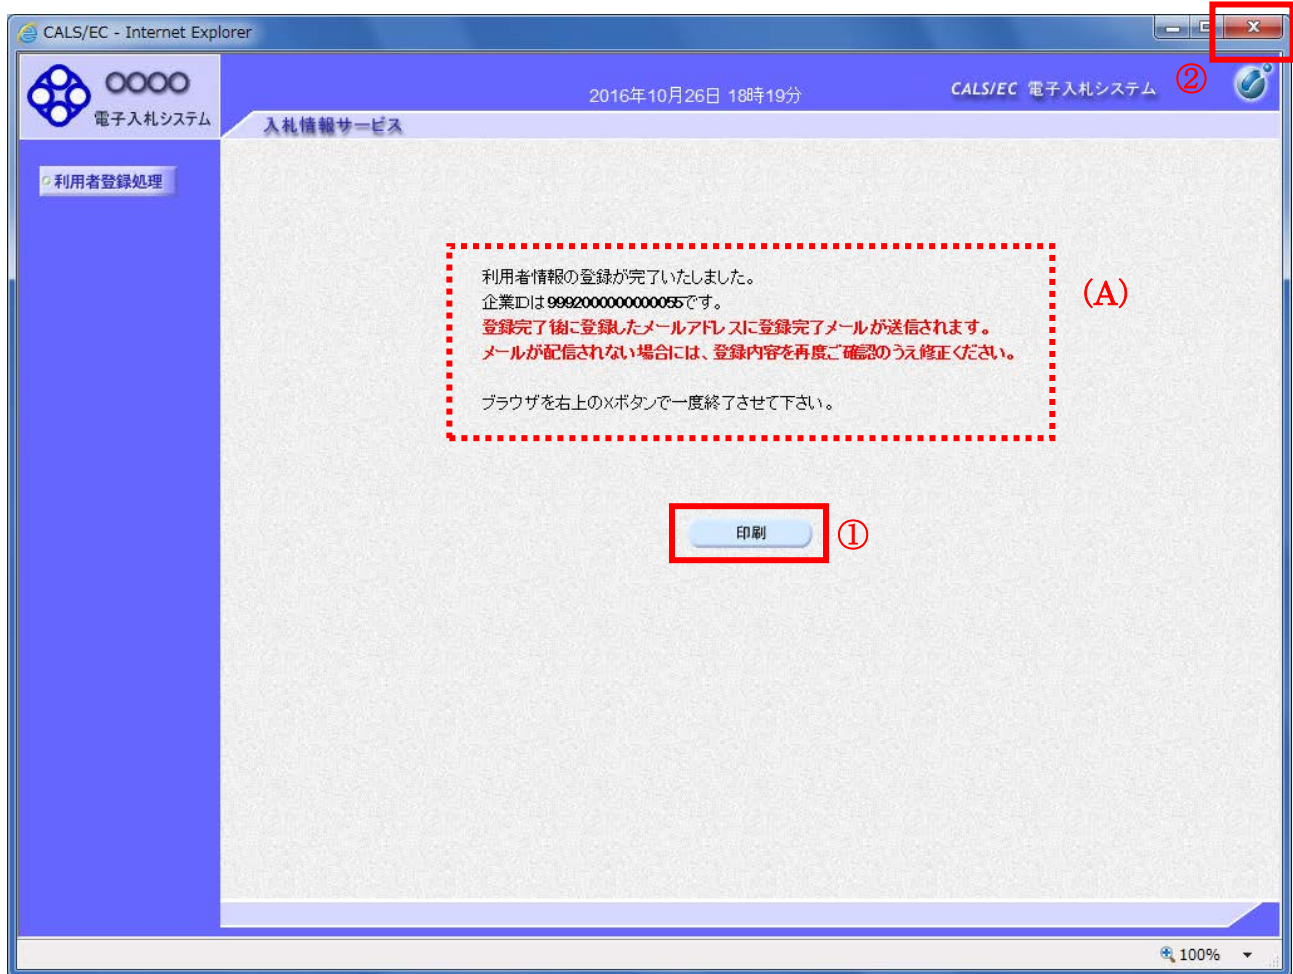 CALS/EC - Internet Explorer
〇〇〇〇
電子入札システム
2016年10月26日 18時19分
CALS/EC 電子入札システム
②
入札情報サービス
利用者登録処理
利用者情報の登録が完了いたしました。
企業IDは9992000000000055です。
登録完了後に登録したメールアドレスに登録完了メールが送信されます。
メールが配信されない場合には、登録内容を再度ご確認のうえ修正ください。
ブラウザを右上の×ボタンで一度終了させて下さい。
(A)
印刷
①
100%